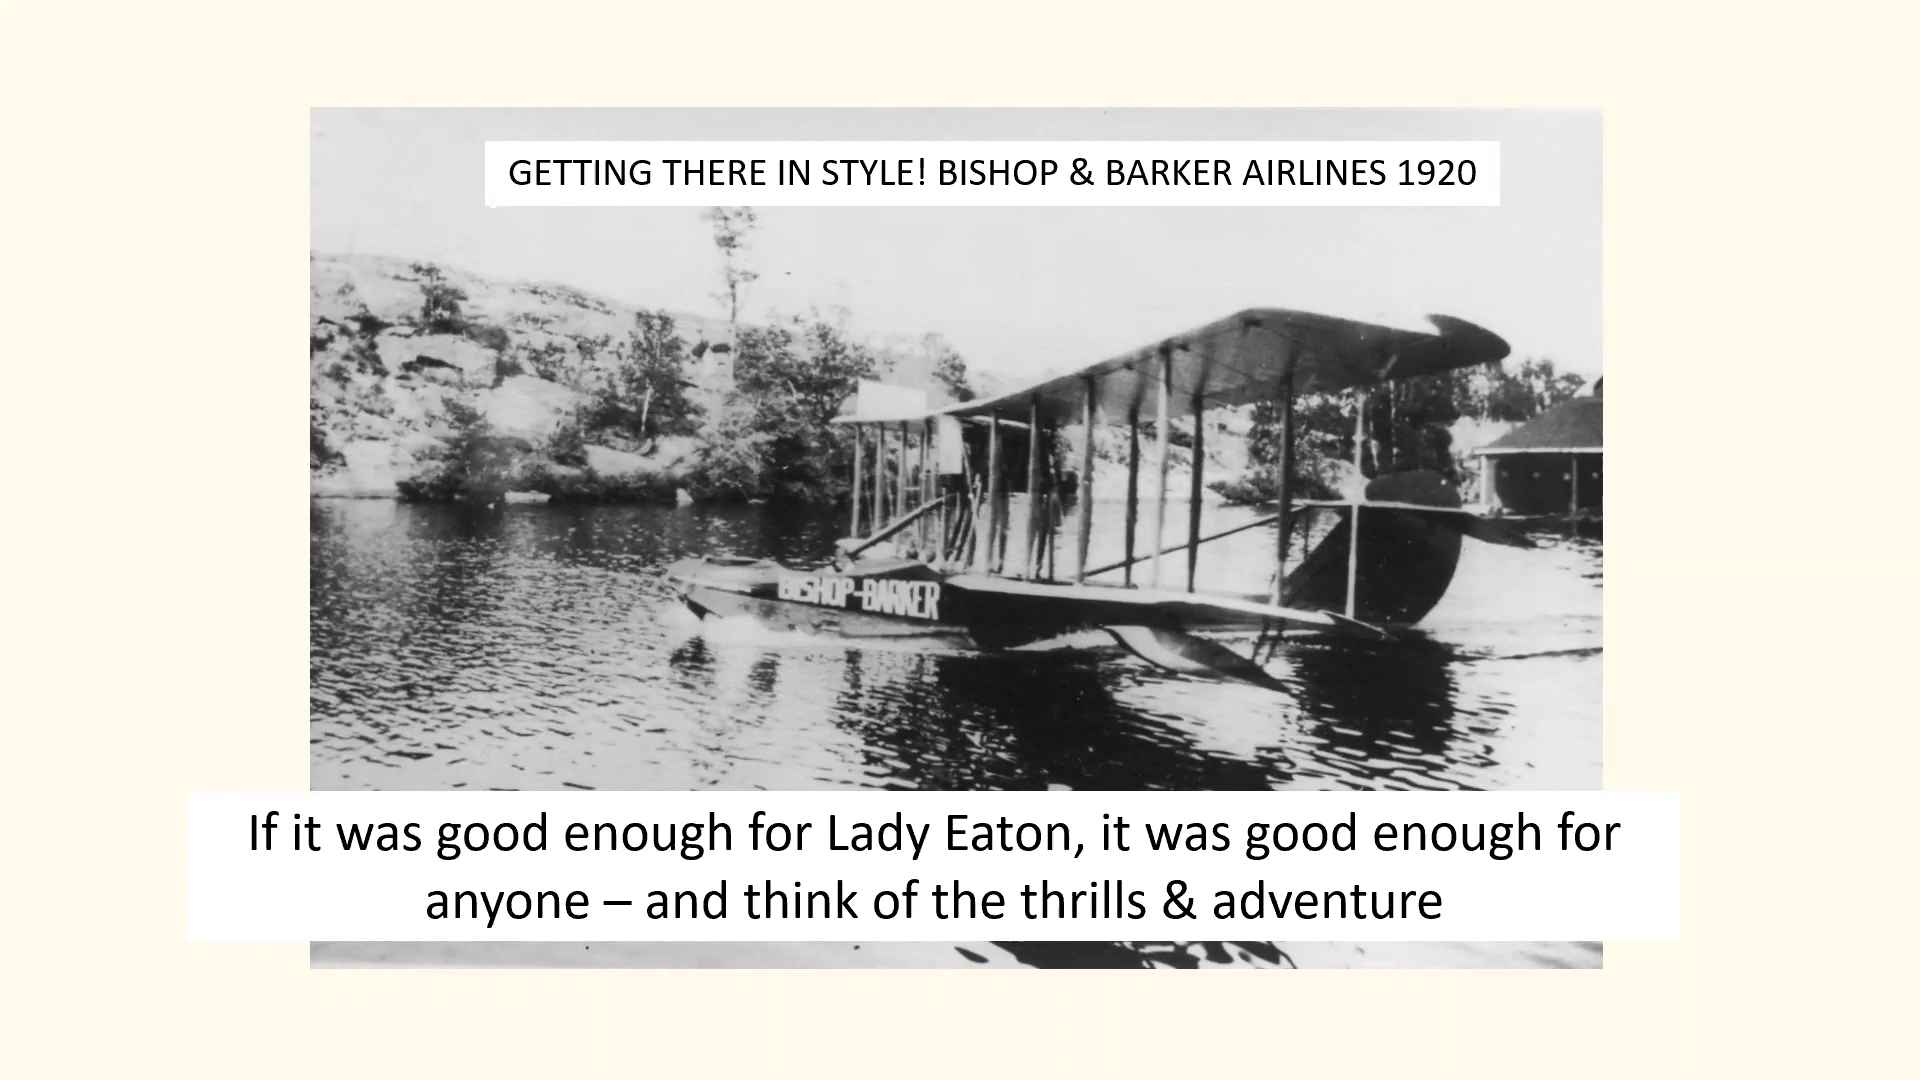 GETTING THERE IN STYLE! BISHOP & BARKER AIRLINES 1920
BISHOP-BARKER
If it was good enough for Lady Eaton, it was good enough for
anyone – and think of the thrills & adventure